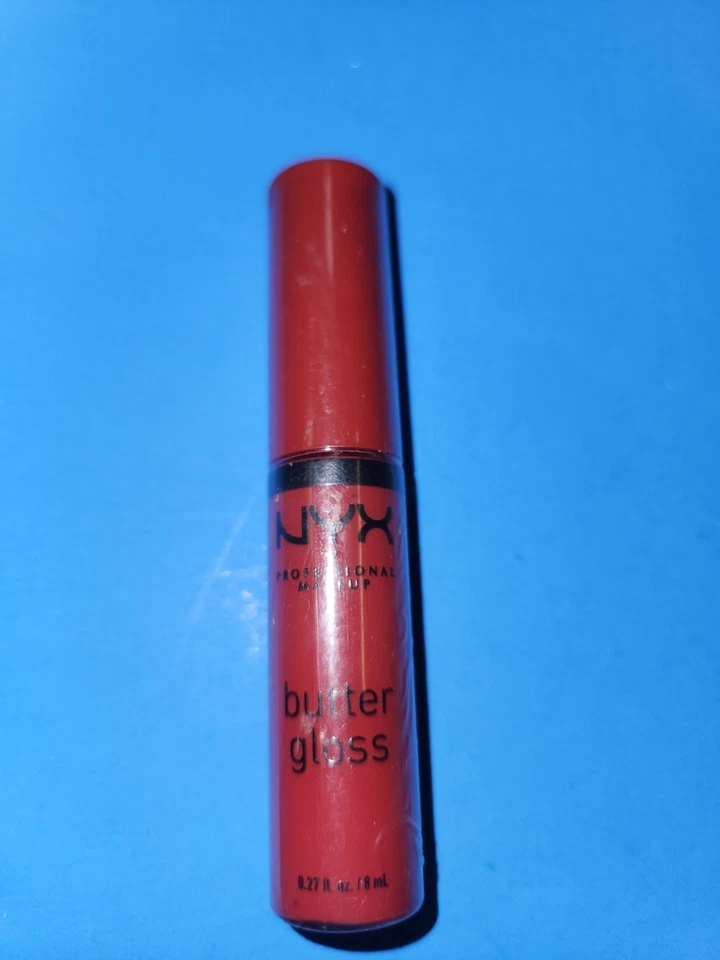 NYX
PROFESSIONAL
MAKEUP
butter
gloss
0.27 fl. oz. / 8 mL